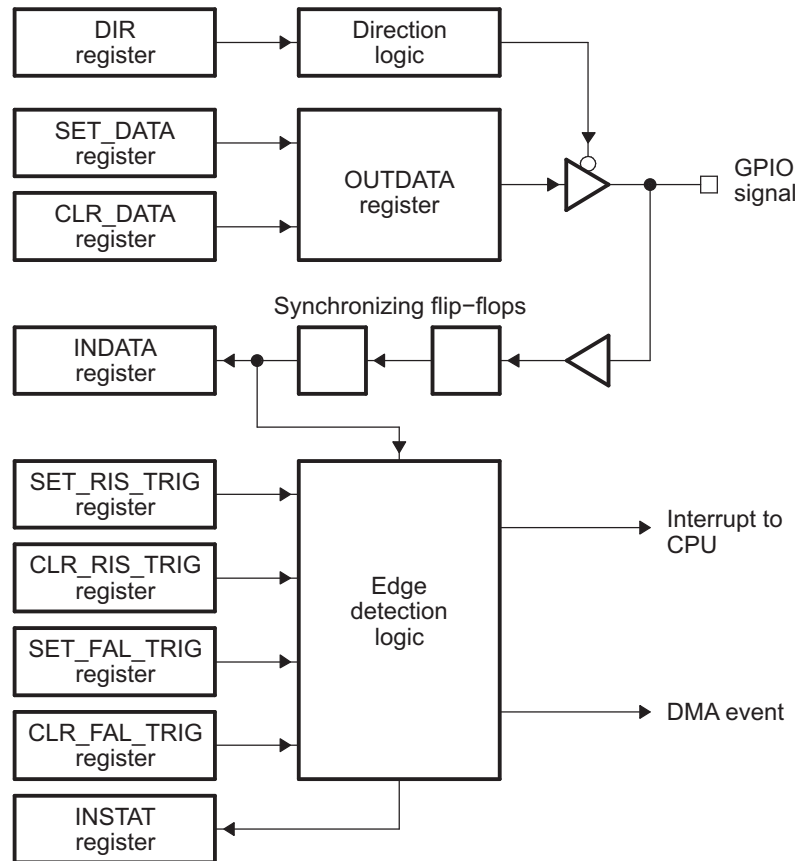 DIR
register
Direction
logic
SET_DATA
register
OUTDATA
register
GPIO
signal
CLR_DATA
register
Synchronizing flip−flops
INDATA
register
SET_RIS_TRIG
register
Interrupt to
CPU
CLR_RIS_TRIG
register
Edge
detection
logic
SET_FAL_TRIG
register
CLR_FAL_TRIG
register
DMA event
INSTAT
register